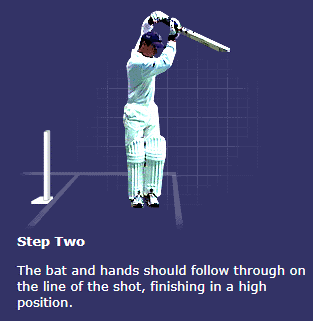 Step Two
The bat and hands should follow through on
the line of the shot, finishing in a high
position.